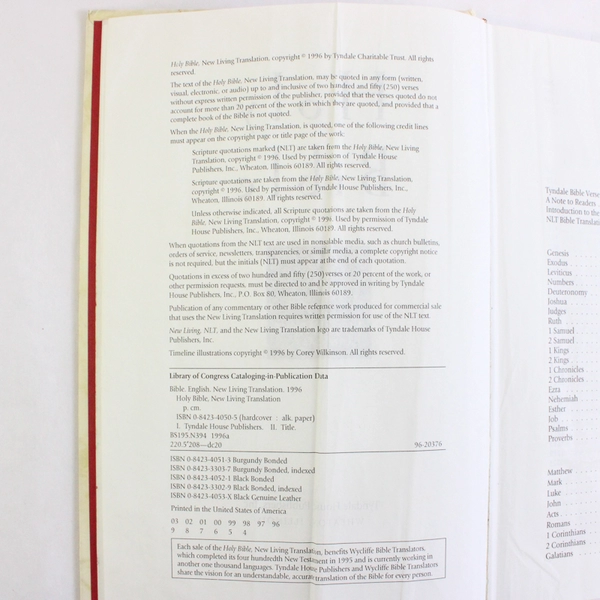 Holy Bible, New Living Translation, copyright © 1996 by Tyndale Charitable Trust. All rights
reserved.
The text of the Holy Bible, New Living Translation, may be quoted in any form (written,
visual, electronic, or audio) up to and inclusive of two hundred and fifty (250) verses
without express written permission of the publisher, provided that the verses quoted do not
account for more than 20 percent of the work in which they are quoted, and provided that a
complete book of the Bible is not quoted.
When the Holy Bible, New Living Translation, is quoted, one of the following credit lines
must appear on the copyright page or title page of the work:
Scripture quotations marked (NLT) are taken from the Holy Bible, New Living
Translation, copyright © 1996. Used by permission of Tyndale House
Publishers, Inc., Wheaton, Illinois 60189. All rights reserved.
Scripture quotations are taken from the Holy Bible, New Living Translation,
copyright © 1996. Used by permission of Tyndale House Publishers, Inc.,
Wheaton, Illinois 60189. All rights reserved.
Unless otherwise indicated, all Scripture quotations are taken from the Holy
Bible, New Living Translation, copyright © 1996. Used by permission of Tyndale
House Publishers, Inc., Wheaton, Illinois 60189. All rights reserved.
When quotations from the NLT text are used in nonsalable media, such as church bulletins,
orders of service, newsletters, transparencies, or similar media, a complete copyright notice
is not required, but the initials (NLT) must appear at the end of each quotation.
Quotations in excess of two hundred and fifty (250) verses or 20 percent of the work, or
other permission requests, must be directed to and be approved in writing by Tyndale
House Publishers, Inc., P.O. Box 80, Wheaton, Illinois 60189.
Publication of any commentary or other Bible reference work produced for commercial sale
that uses the New Living Translation requires written permission for use of the NLT text.
New Living, NLT, and the New Living Translation logo are trademarks of Tyndale House
Publishers, Inc.
Timeline illustrations copyright © 1996 by Corey Wilkinson. All rights reserved.
Library of Congress Cataloging-in-Publication Data
Bible. English. New Living Translation. 1996
Holy Bible, New Living Translation
p. cm.
ISBN 0-8423-4050-5 (hardcover : alk. paper)
I. Tyndale House Publishers. II. Title.
BS195.N394 1996a
220.5′208—dc20 96-20376
ISBN 0-8423-4051-3 Burgundy Bonded
ISBN 0-8423-3303-7 Burgundy Bonded, indexed
ISBN 0-8423-4052-1 Black Bonded
ISBN 0-8423-3302-9 Black Bonded, indexed
ISBN 0-8423-4053-X Black Genuine Leather
Printed in the United States of America
03 02 01 00 99 98 97 96
9 8 7 6 5 4
Each sale of the Holy Bible, New Living Translation, benefits Wycliffe Bible Translators,
which completed its four hundredth New Testament in 1995 and is currently working in
another one thousand languages. Tyndale House Publishers and Wycliffe Bible Translators
share the vision for an understandable, accurate translation of the Bible for every person.
Tyndale Bible Verse
A Note to Readers
Introduction to the
NLT Bible Translati
Genesis
Exodus
Leviticus
Numbers
Deuteronomy
Joshua
Judges
Ruth
1 Samuel
2 Samuel
1 Kings
2 Kings
1 Chronicles
2 Chronicles
Ezra
Nehemiah
Esther
Job
Psalms
Proverbs
Matthew
Mark
Luke
John
Acts
Romans
1 Corinthians
2 Corinthians
Galatians